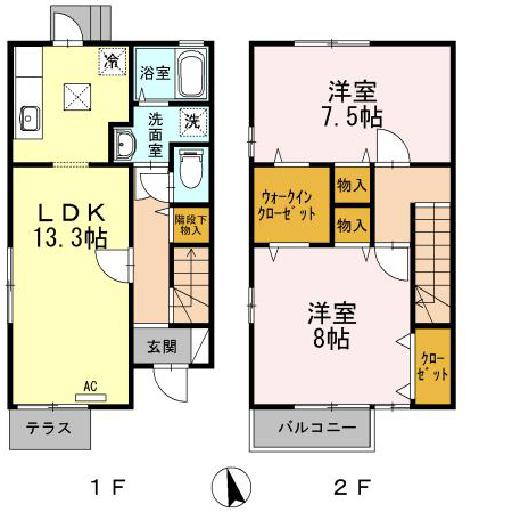 冷
浴室
洗面室
洗
LDK
13.3帖
階段下
物入
玄関
AC
テラス
1F
洋室
7.5帖
ウォークイン
クローゼット
物入
物入
洋室
8帖
クロー
ゼット
バルコニー
2F